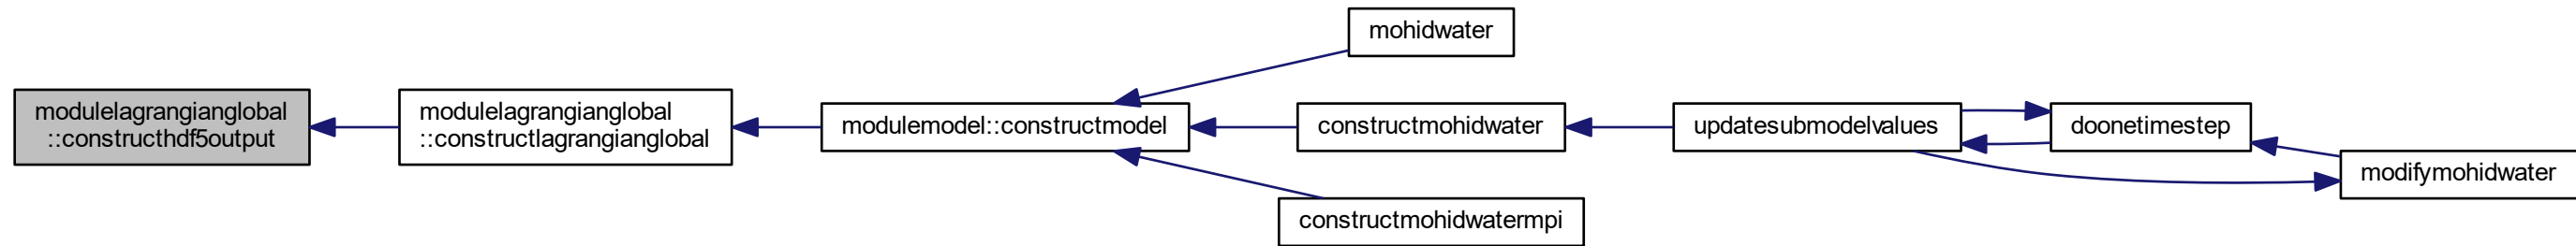 modulelagrangianglobal
::constructhdf5output
modulelagrangianglobal
::constructlagrangianglobal
modulemodel::constructmodel
mohidwater
constructmohidwater
constructmohidwatermpi
updatesubmodelvalues
doonetimestep
modifymohidwater